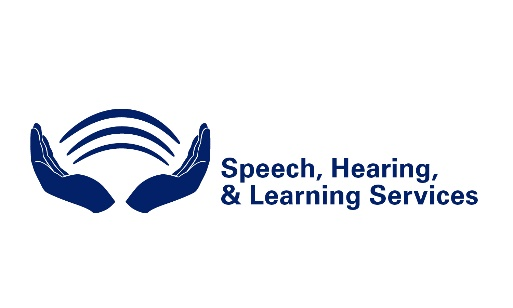 Speech, Hearing,
& Learning Services